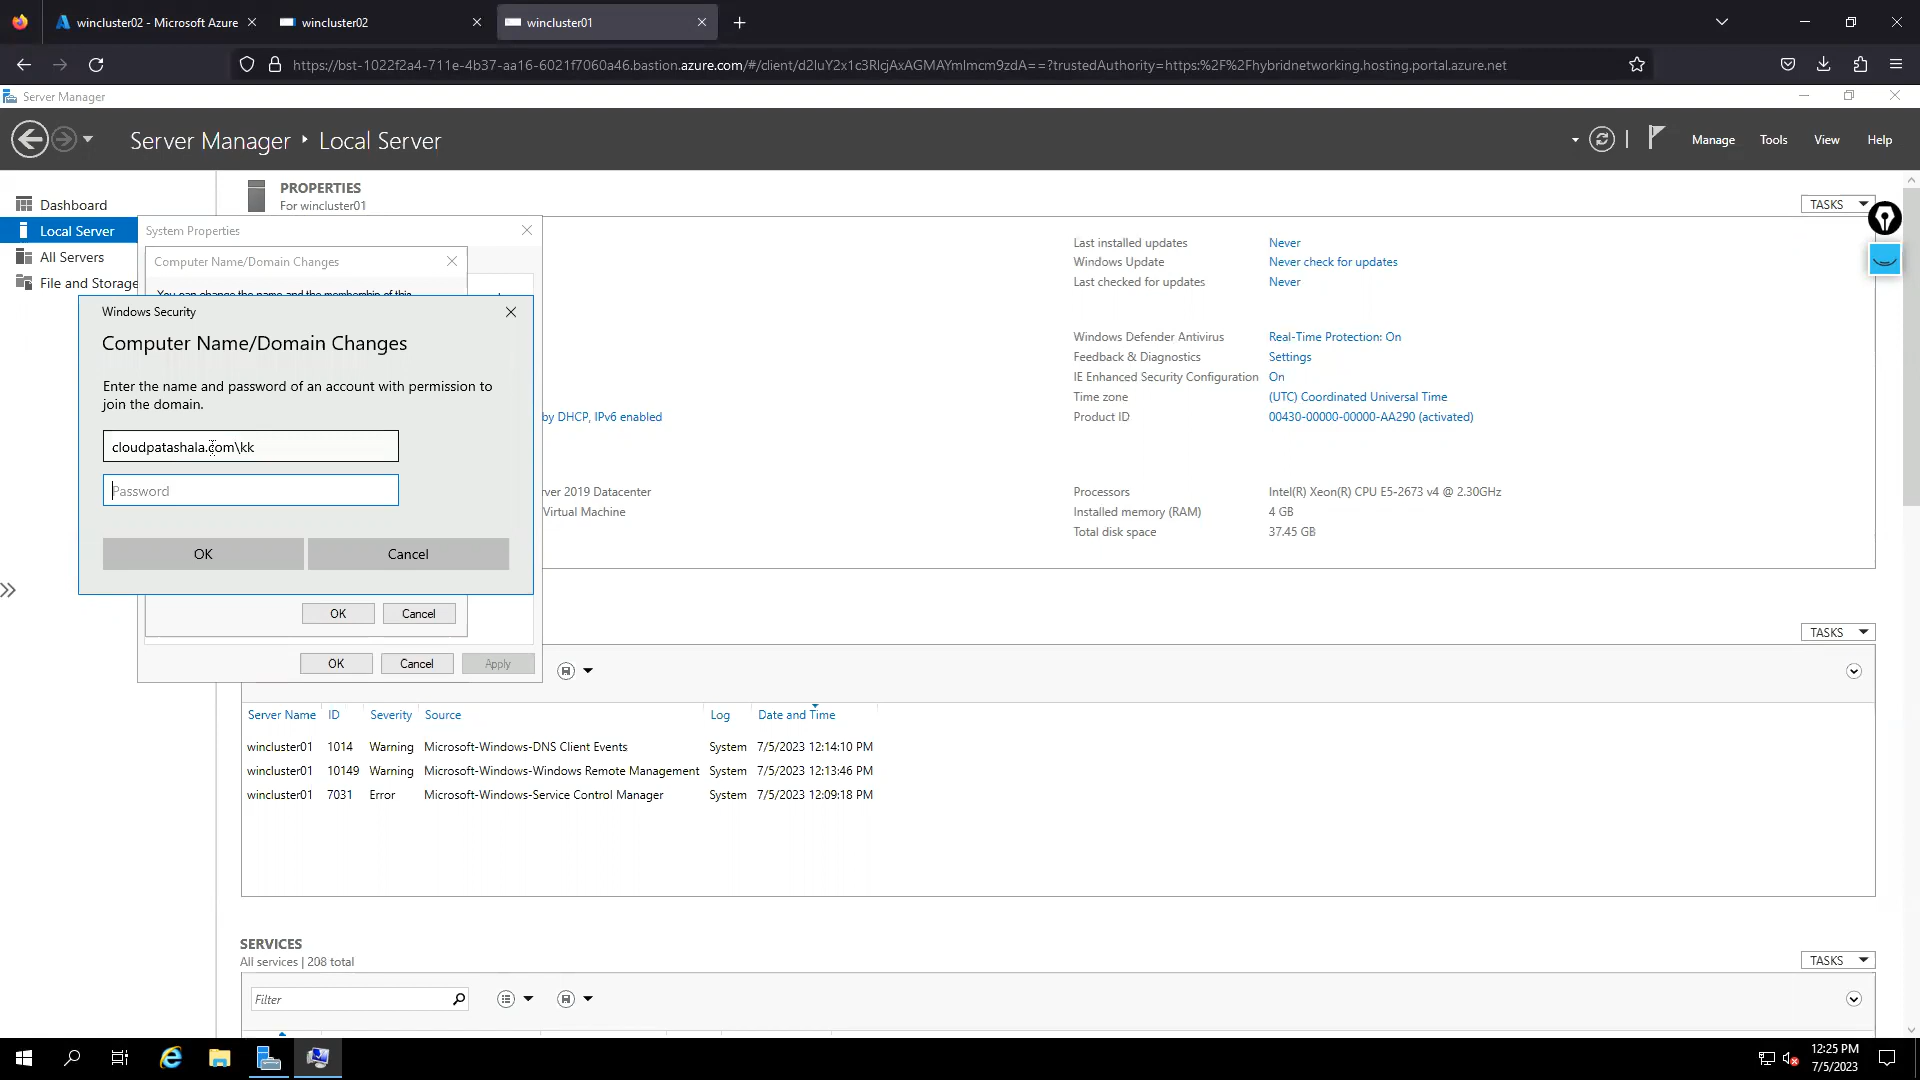 wincluster02 - Microsoft Azure
wincluster02
wincluster01
https://bst-1022f2a4-711e-4b37-aa16-6021f7060a46.bastion.azure.com/#/client/d2luY2x1c3RlcjAxAGMAYmlmcm9zdA==?trustedAuthority=https:%2F%2Fhybridnetworking.hosting.portal.azure.net
Server Manager
Server Manager
Local Server
Manage
Tools
View
Help
Dashboard
Local Server
All Servers
File and Storage
PROPERTIES
For wincluster01
TASKS
System Properties
Computer Name/Domain Changes
You can change the name and the membership of this
Windows Security
Computer Name/Domain Changes
Enter the name and password of an account with permission to
join the domain.
cloudpatashala.com\kk
Password
OK
Cancel
OK
Cancel
OK
Cancel
Apply
by DHCP, IPv6 enabled
ver 2019 Datacenter
Virtual Machine
Last installed updates Never
Windows Update Never check for updates
Last checked for updates Never
Windows Defender Antivirus Real-Time Protection: On
Feedback & Diagnostics Settings
IE Enhanced Security Configuration On
Time zone (UTC) Coordinated Universal Time
Product ID 00430-00000-00000-AA290 (activated)
Processors Intel(R) Xeon(R) CPU E5-2673 v4 @ 2.30GHz
Installed memory (RAM) 4 GB
Total disk space 37.45 GB
TASKS
Server Name ID Severity Source Log Date and Time
wincluster01 1014 Warning Microsoft-Windows-DNS Client Events System 7/5/2023 12:14:10 PM
wincluster01 10149 Warning Microsoft-Windows-Windows Remote Management System 7/5/2023 12:13:46 PM
wincluster01 7031 Error Microsoft-Windows-Service Control Manager System 7/5/2023 12:09:18 PM
SERVICES
All services | 208 total
TASKS
Filter
12:25 PM
7/5/2023